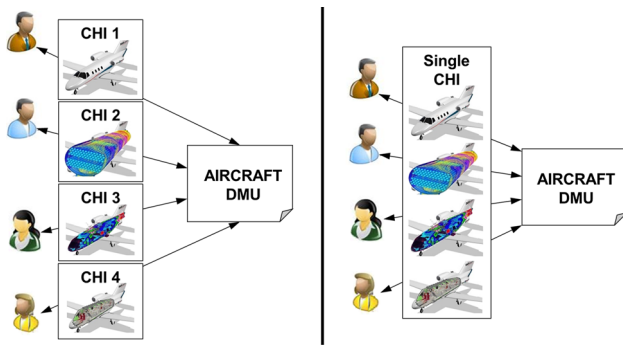 CHI 1
CHI 2
CHI 3
CHI 4
AIRCRAFT
DMU
Single
CHI
AIRCRAFT
DMU